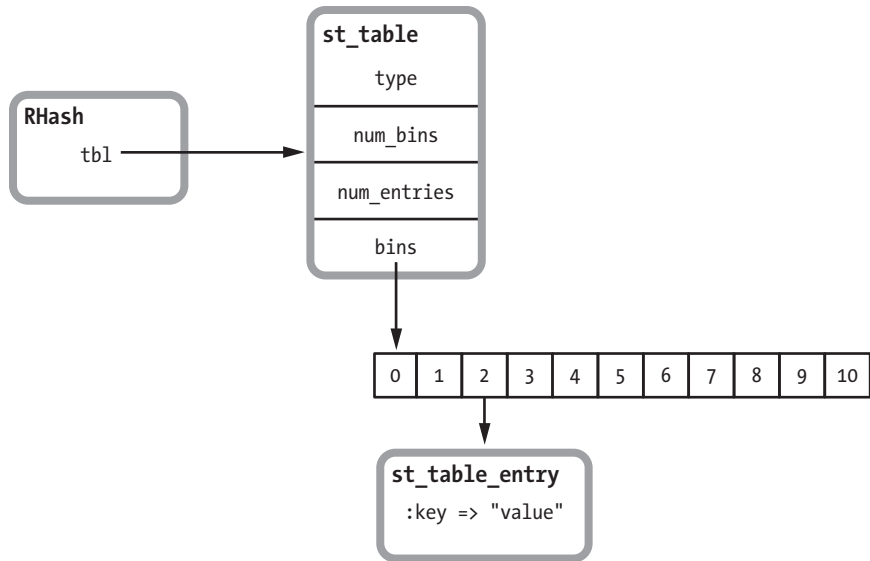 st_table
type
num_bins
num_entries
bins
RHash
tbl
0 1 2 3 4 5 6 7 8 9 10
st_table_entry
:key => "value"